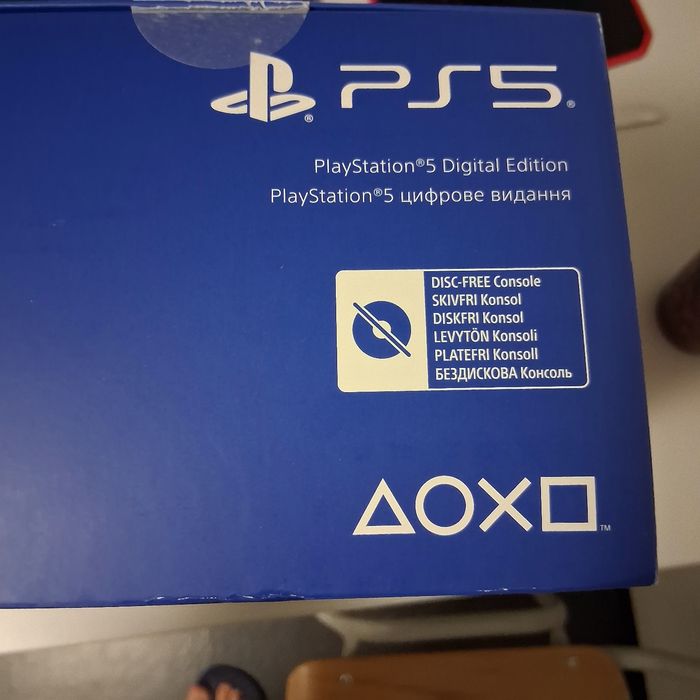 PS5®
PlayStation®5 Digital Edition
PlayStation®5 цифрове видання
DISC-FREE Console
SKIVFRI Konsol
DISKFRI Konsol
LEVYTÖN Konsoli
PLATEFRI Konsoll
БЕЗДИСКОВА Консоль
™